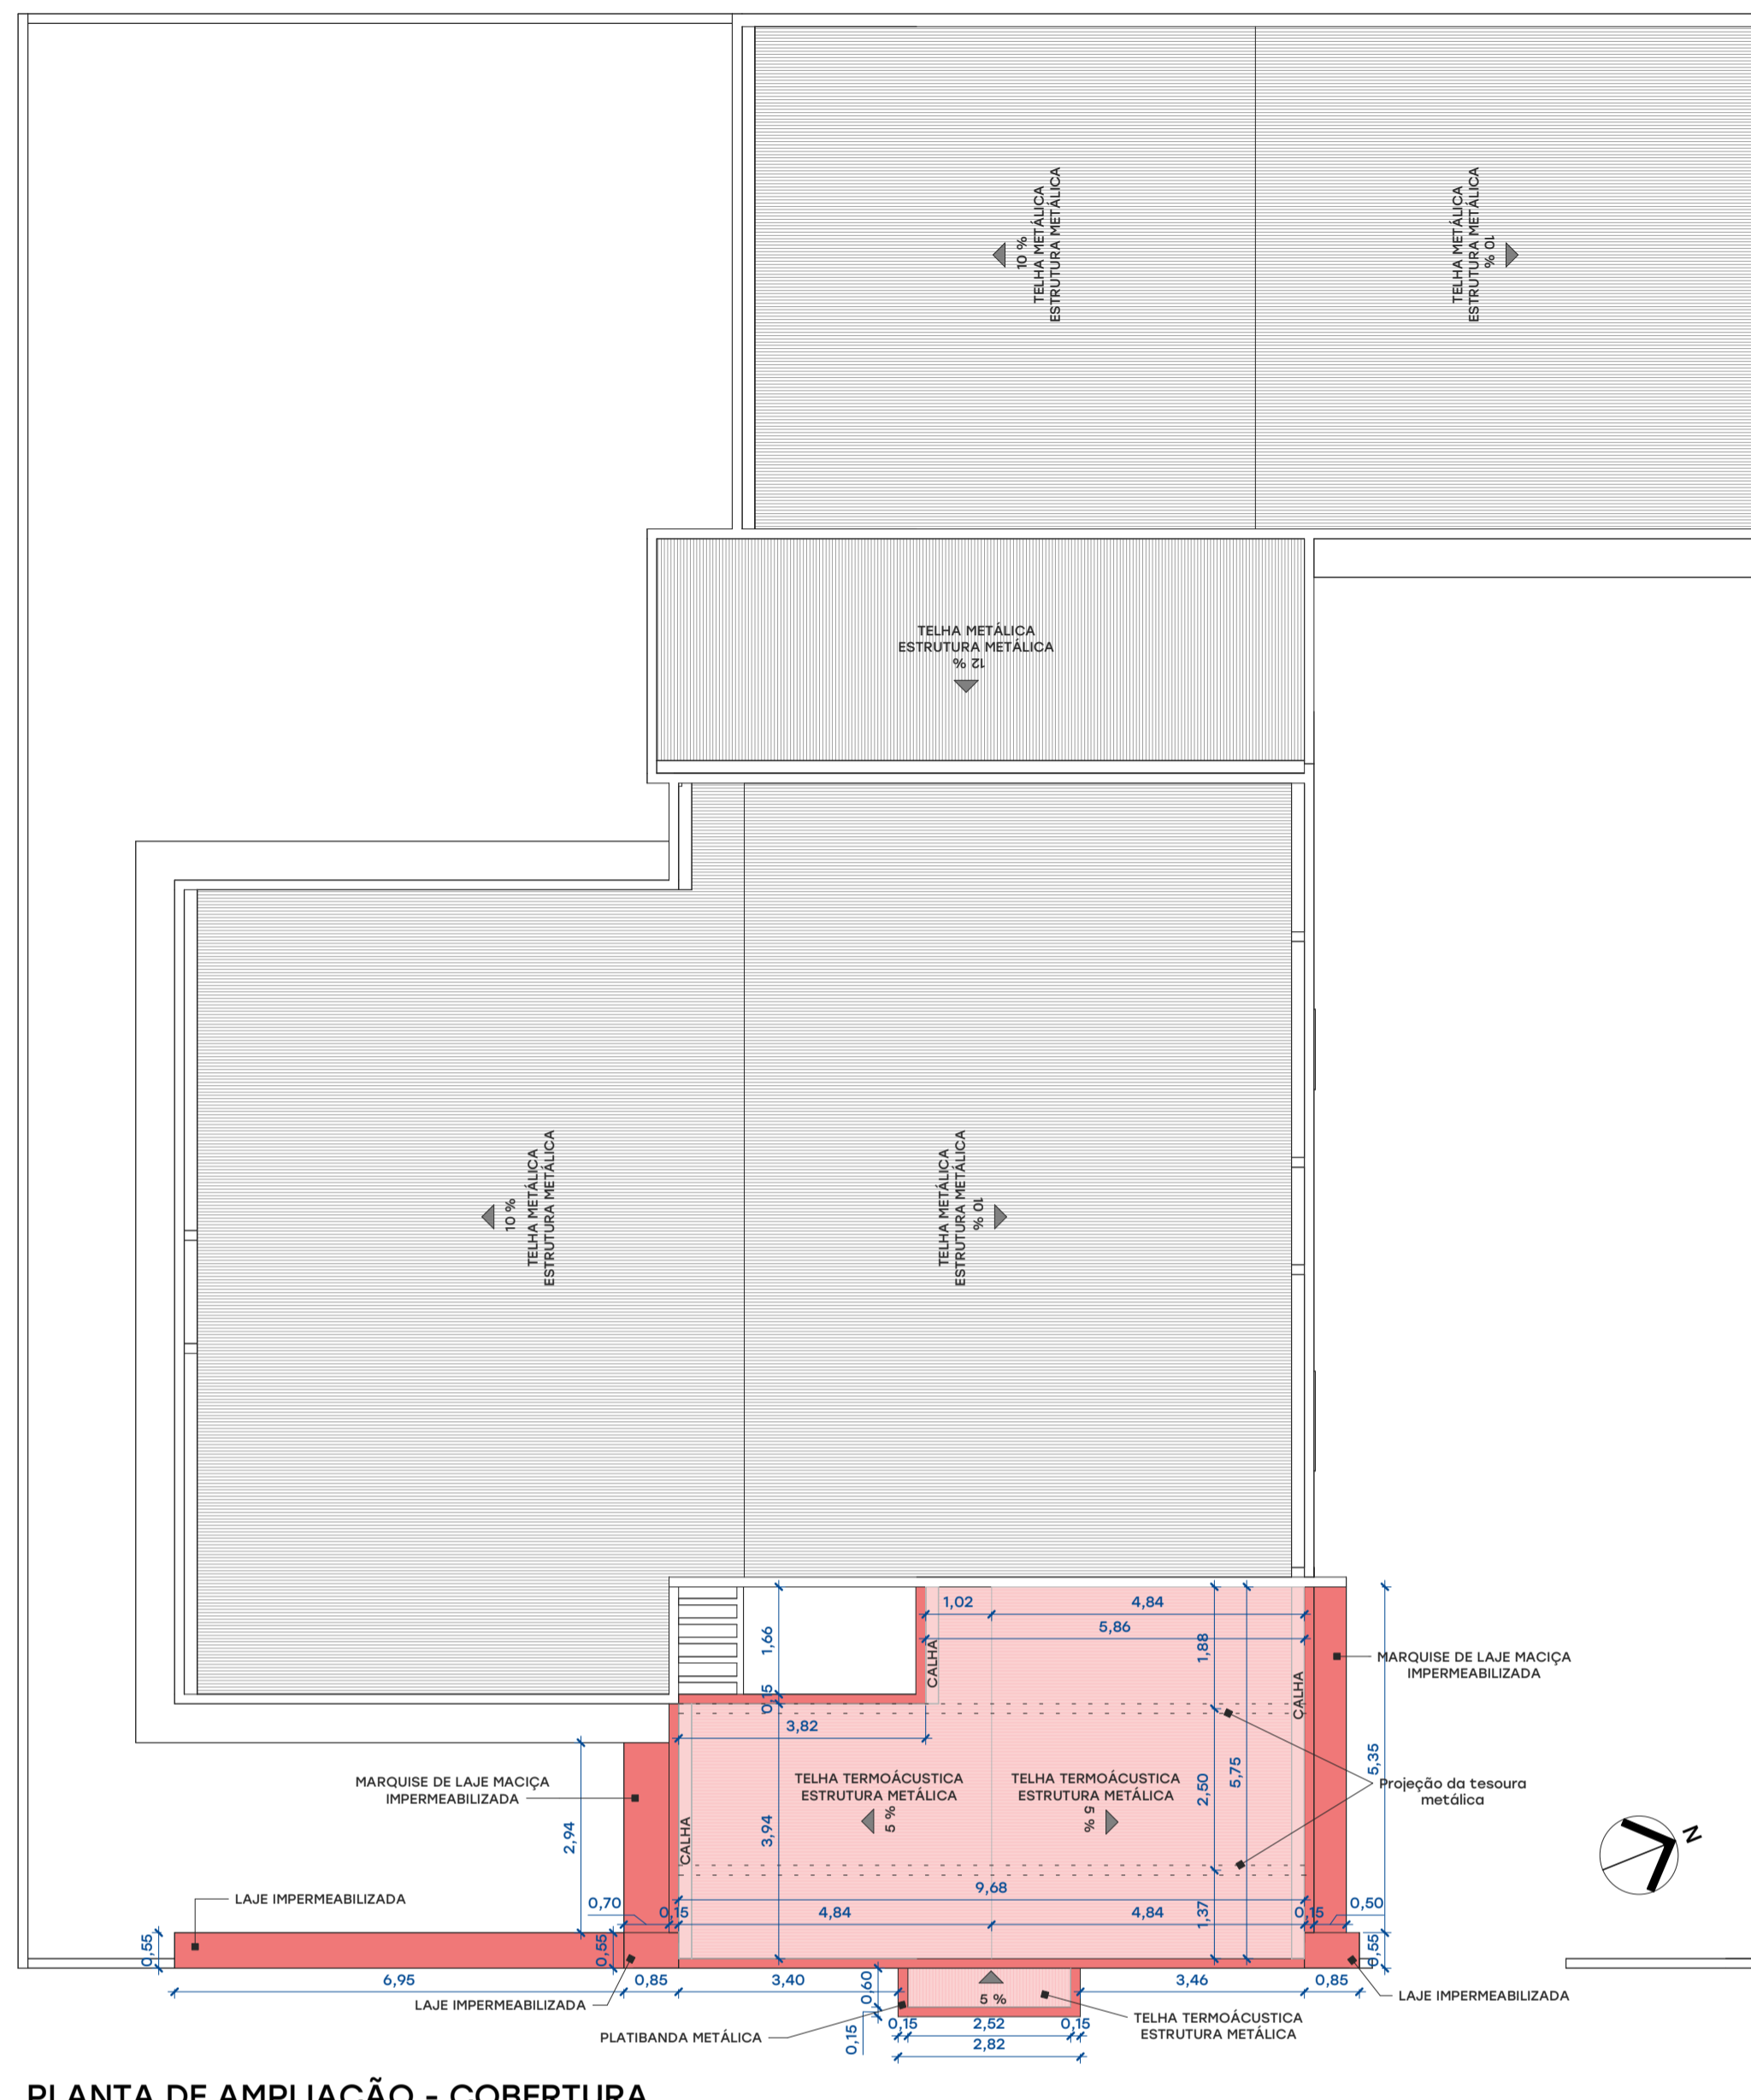 10 %
TELHA METÁLICA
ESTRUTURA METÁLICA
TELHA METÁLICA
ESTRUTURA METÁLICA
10 %
TELHA METÁLICA
ESTRUTURA METÁLICA
12 %
10 %
TELHA METÁLICA
ESTRUTURA METÁLICA
TELHA METÁLICA
ESTRUTURA METÁLICA
10 %
1,02
4,84
5,86
1,66
1,88
CALHA
CALHA
MARQUISE DE LAJE MACIÇA
IMPERMEABILIZADA
0,15
3,82
5,75
5,35
2,50
MARQUISE DE LAJE MACIÇA
IMPERMEABILIZADA
TELHA TERMOÁCUSTICA
ESTRUTURA METÁLICA
5 %
TELHA TERMOÁCUSTICA
ESTRUTURA METÁLICA
5 %
Projeção da tesoura
metálica
N
2,94
3,94
CALHA
9,68
LAJE IMPERMEABILIZADA
0,70
0,15
4,84
4,84
1,37
0,15
0,50
0,55
0,55
0,55
6,95
0,85
3,40
0,60
5 %
3,46
0,85
LAJE IMPERMEABILIZADA
LAJE IMPERMEABILIZADA
PLATIBANDA METÁLICA
0,15
0,15
2,52
0,15
2,82
TELHA TERMOÁCUSTICA
ESTRUTURA METÁLICA
PLANTA DE AMPLIAÇÃO - COBERTURA